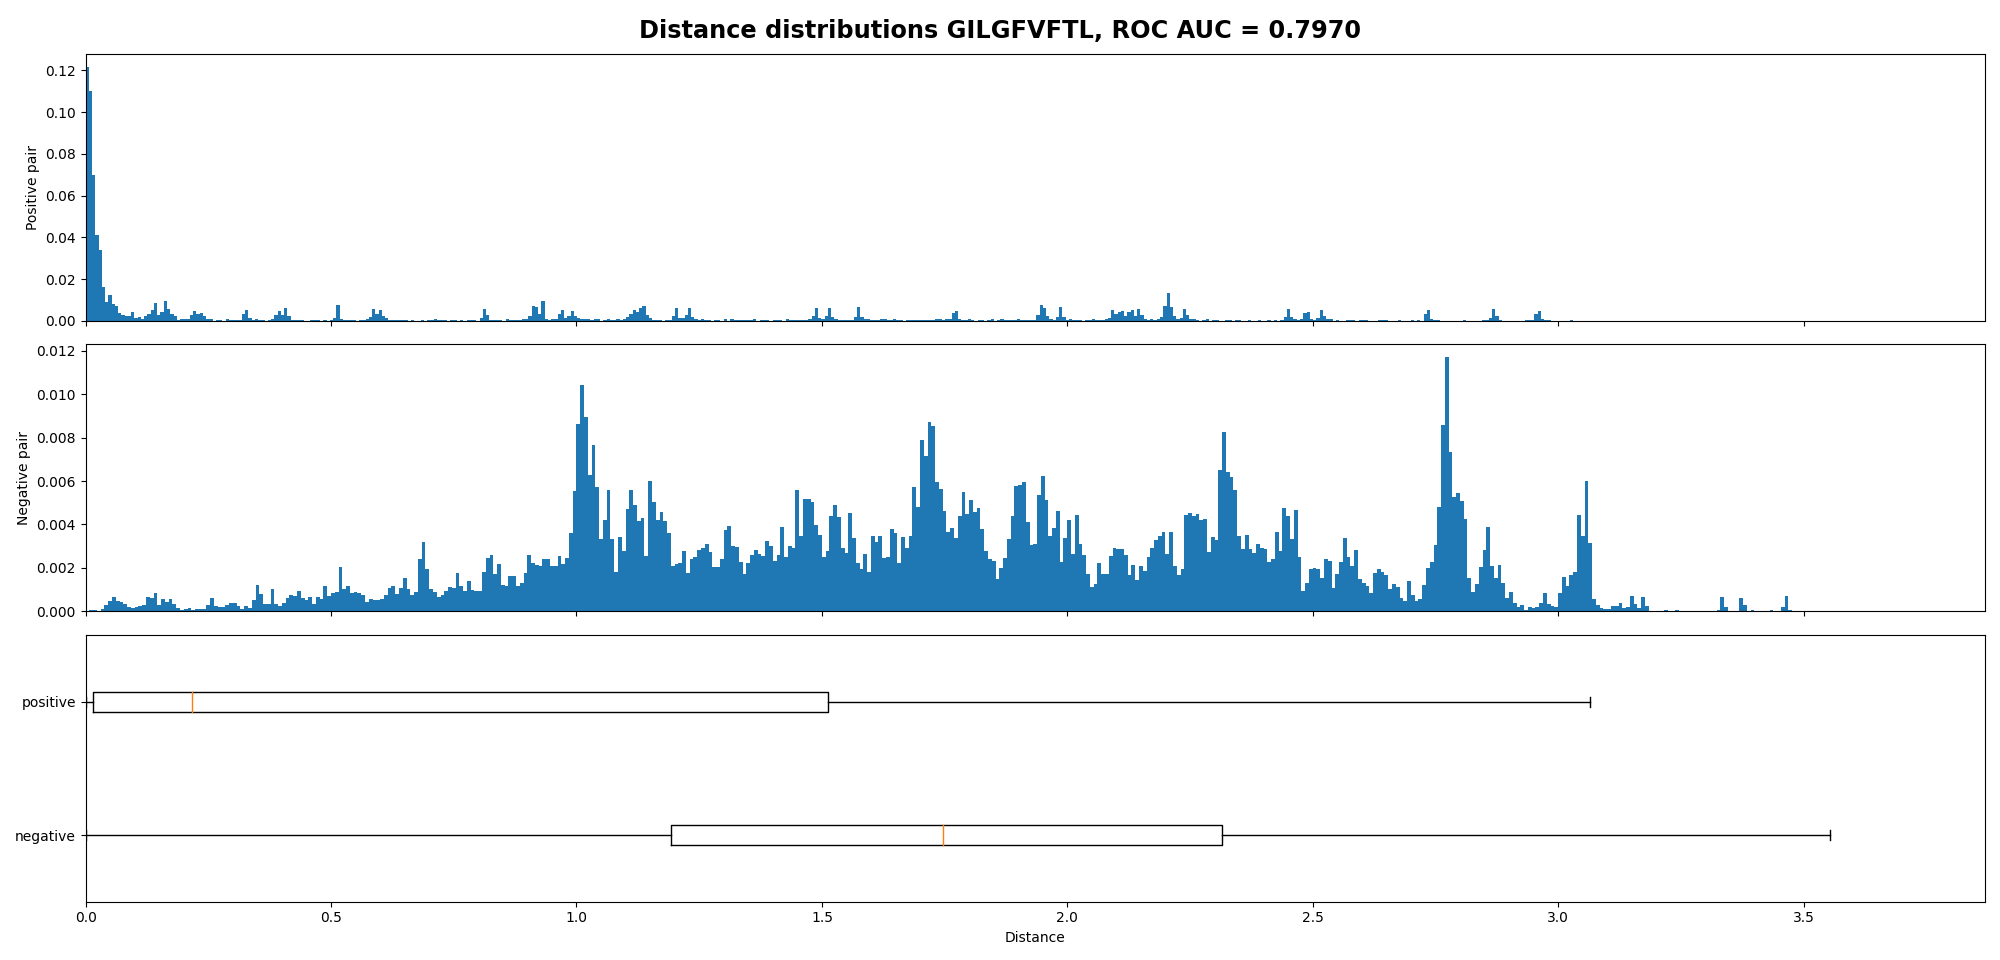 Distance distributions GILGFVFTL, ROC AUC = 0.7970
0.12
0.10
0.08
0.06
0.04
0.02
0.00
Positive pair
0.012
0.010
0.008
0.006
0.004
0.002
0.000
Negative pair
positive
negative
0.0 0.5 1.0 1.5 2.0 2.5 3.0 3.5
Distance